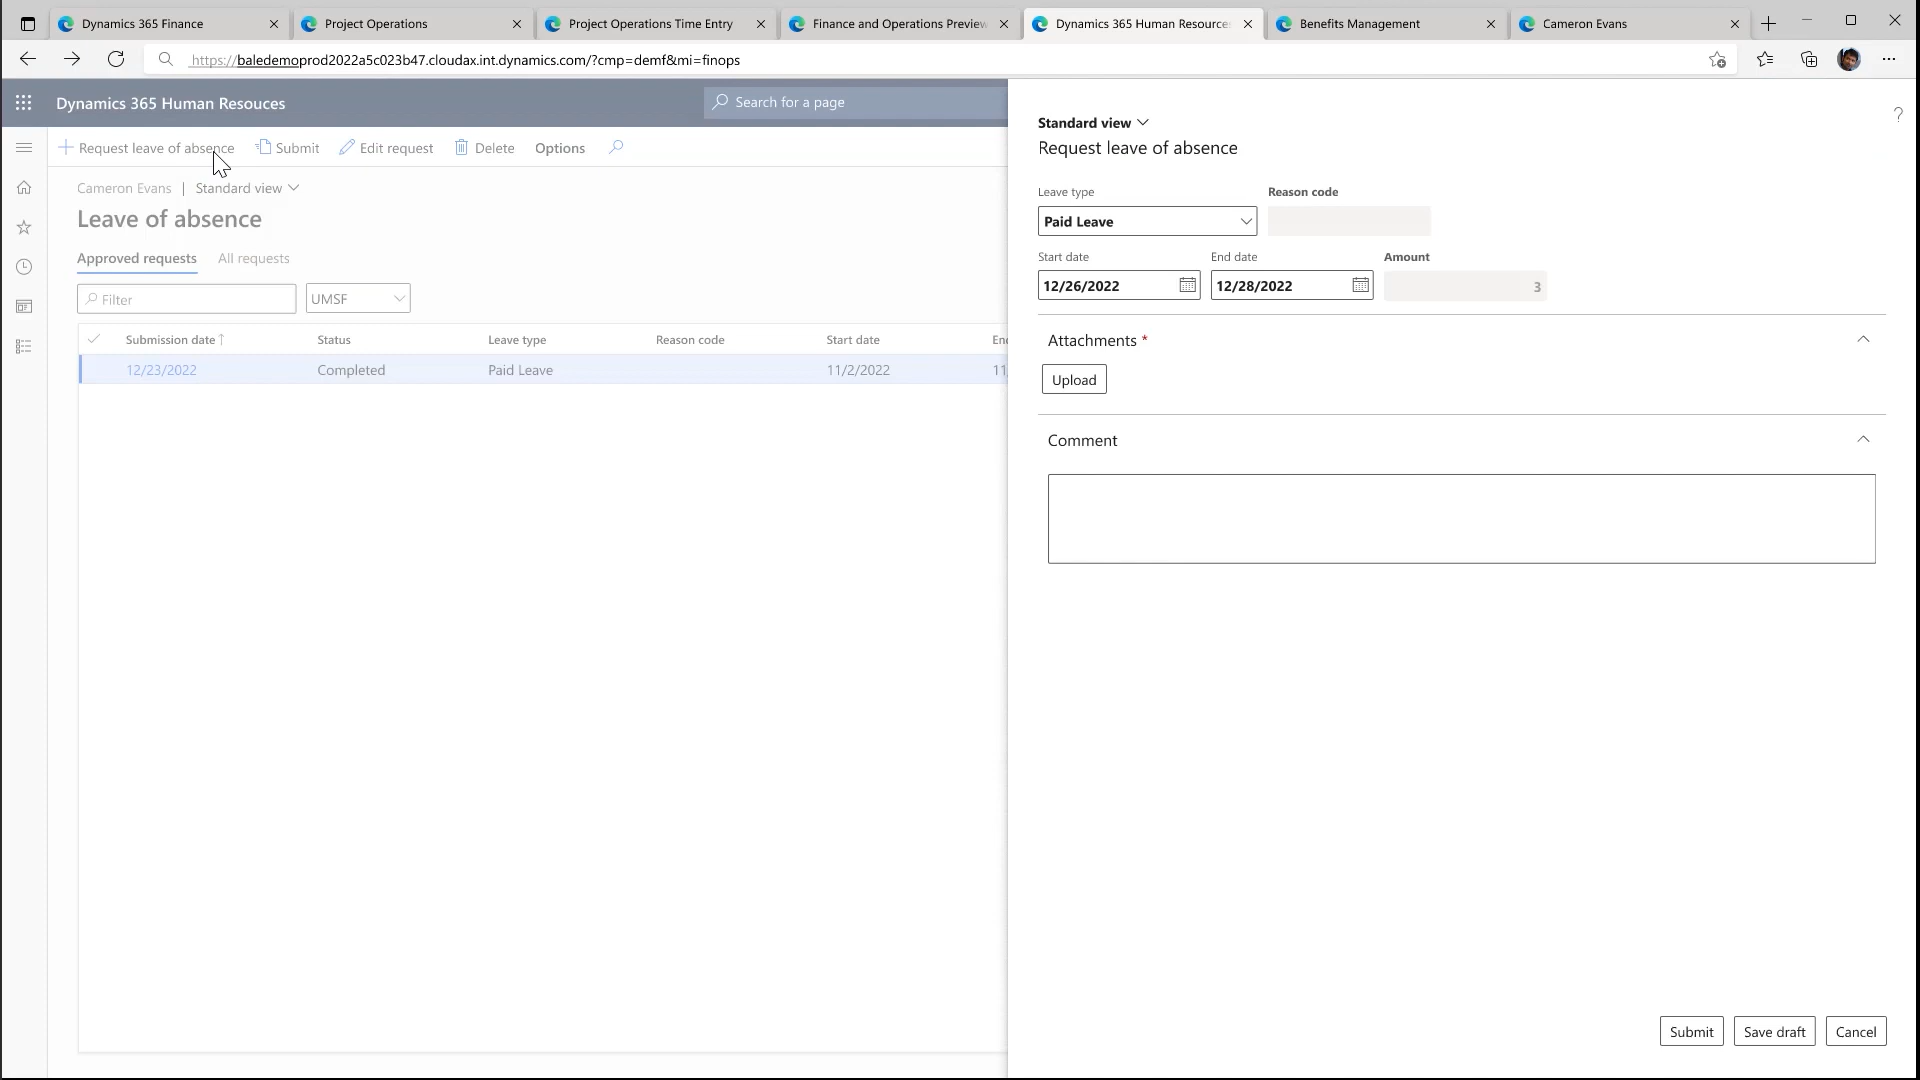 Dynamics 365 Finance
Project Operations
Project Operations Time Entry
Finance and Operations Preview
Dynamics 365 Human Resource
Benefits Management
Cameron Evans
https://baledemoprod2022a5c023b47.cloudax.int.dynamics.com/?cmp=demf&mi=finops
Dynamics 365 Human Resouces
Search for a page
Request leave of absence
Submit
Edit request
Delete
Options
Cameron Evans | Standard view
Leave of absence
Approved requests
All requests
Filter
UMSF
Submission date
Status
Leave type
Reason code
Start date
En
12/23/2022
Completed
Paid Leave
11/2/2022
11/
?
Standard view
Request leave of absence
Leave type
Reason code
Paid Leave
Start date
End date
Amount
12/26/2022
12/28/2022
3
Attachments *
Upload
Comment
Submit
Save draft
Cancel